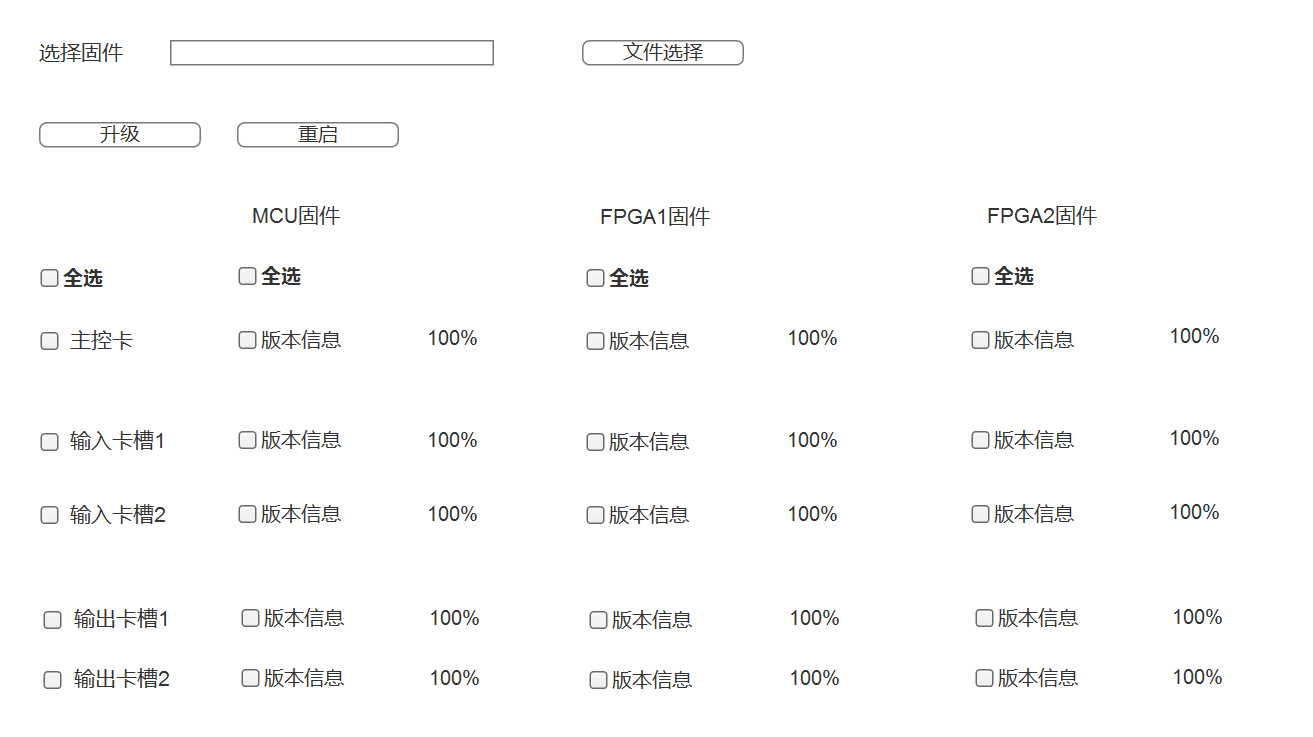 选择固件 文件选择
升级 重启
MCU固件 FPGA1固件 FPGA2固件
全选 全选 全选 全选
主控卡 版本信息 100% 版本信息 100% 版本信息 100%
输入卡槽1 版本信息 100% 版本信息 100% 版本信息 100%
输入卡槽2 版本信息 100% 版本信息 100% 版本信息 100%
输出卡槽1 版本信息 100% 版本信息 100% 版本信息 100%
输出卡槽2 版本信息 100% 版本信息 100% 版本信息 100%